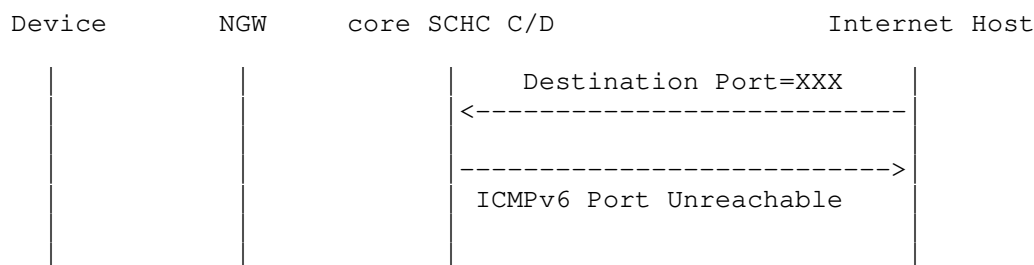 Device NGW core SCHC C/D Internet Host
Destination Port=XXX
ICMPv6 Port Unreachable